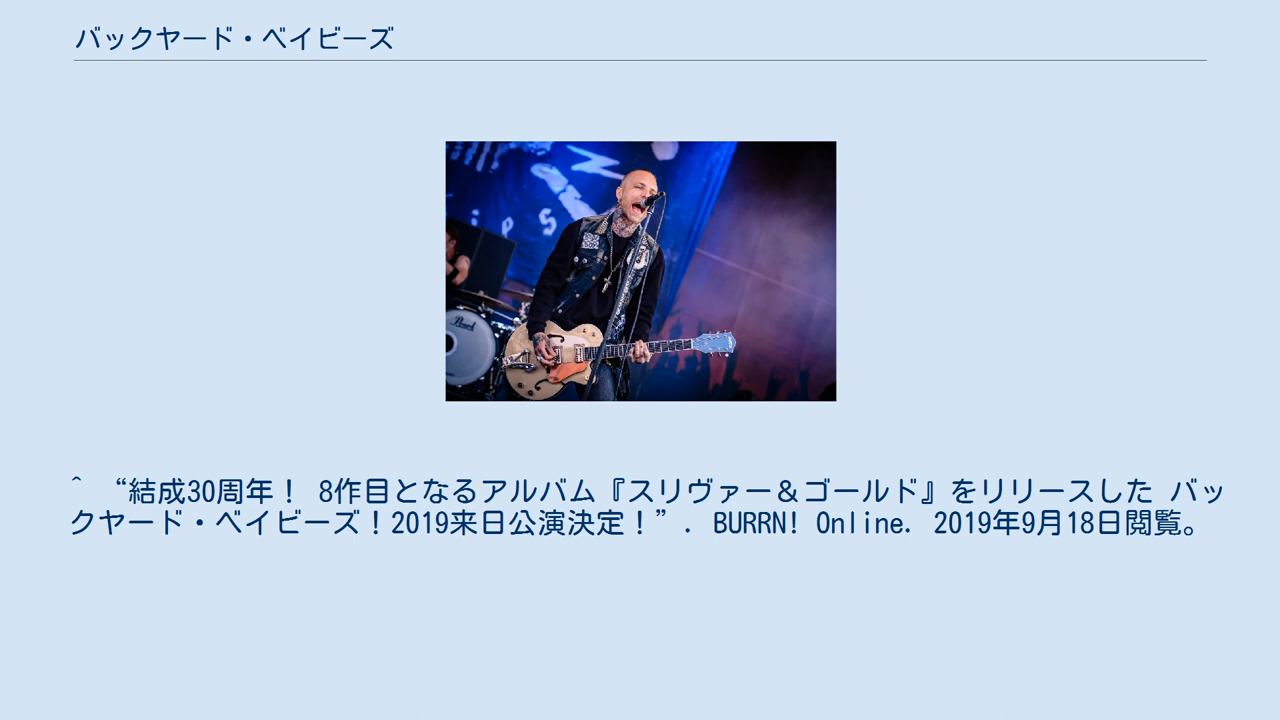 バックヤード・ベイビーズ
ips
Pearl
^ “結成30周年！ 8作目となるアルバム『スリヴァー＆ゴールド』をリリースした バッ
クヤード・ベイビーズ！2019来日公演決定！”. BURRN! Online. 2019年9月18日閲覧。